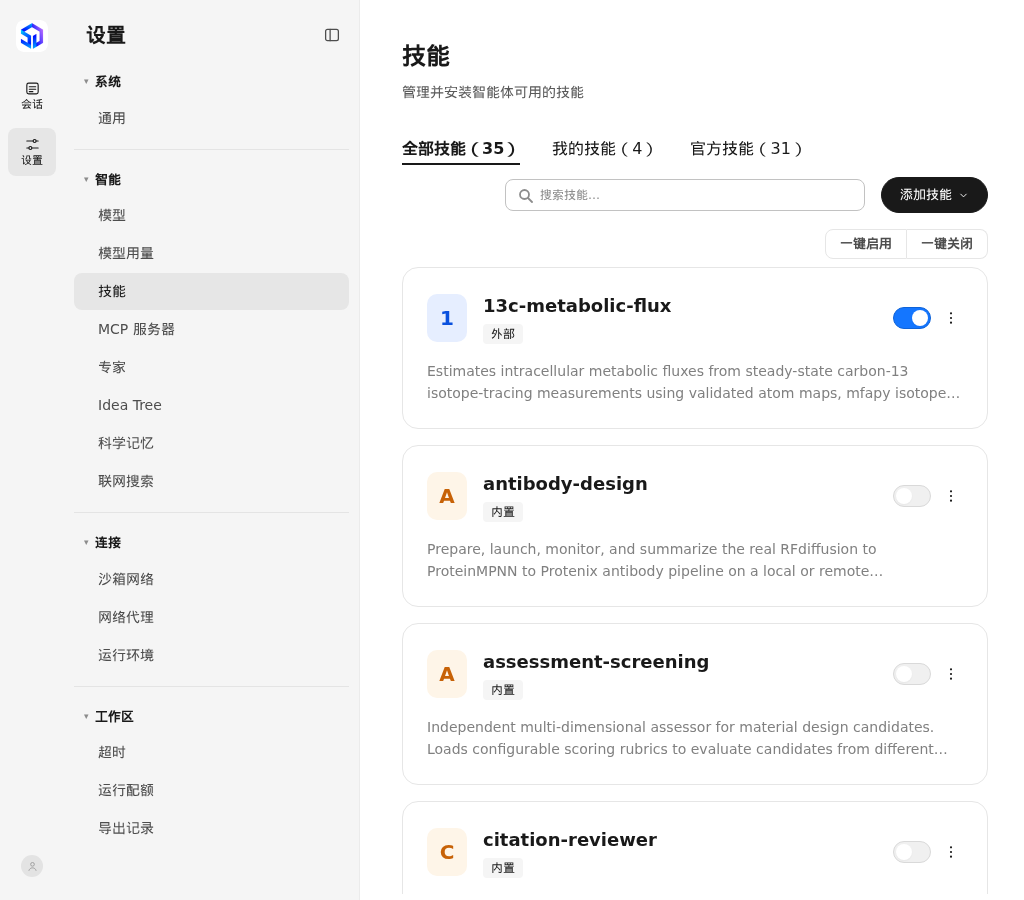 设置
会话
设置
系统
通用
智能
模型
模型用量
技能
MCP 服务器
专家
Idea Tree
科学记忆
联网搜索
连接
沙箱网络
网络代理
运行环境
工作区
超时
运行配额
导出记录
技能
管理并安装智能体可用的技能
全部技能（35） 我的技能（4） 官方技能（31）
搜索技能... 添加技能
一键启用 一键关闭
1
13c-metabolic-flux
外部
Estimates intracellular metabolic fluxes from steady-state carbon-13
isotope-tracing measurements using validated atom maps, mfapy isotope...
A
antibody-design
内置
Prepare, launch, monitor, and summarize the real RFdiffusion to
ProteinMPNN to Protenix antibody pipeline on a local or remote...
A
assessment-screening
内置
Independent multi-dimensional assessor for material design candidates.
Loads configurable scoring rubrics to evaluate candidates from different...
C
citation-reviewer
内置